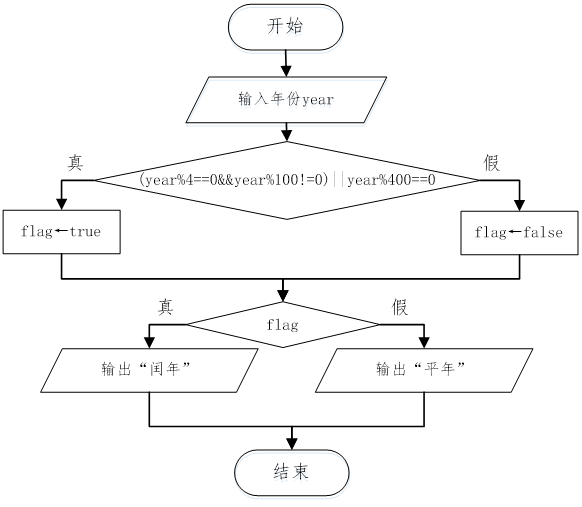 开始
输入年份year
真
假
(year%4==0&&year%100!=0)||year%400==0
flag←true
flag←false
真
假
flag
输出“闰年”
输出“平年”
结束